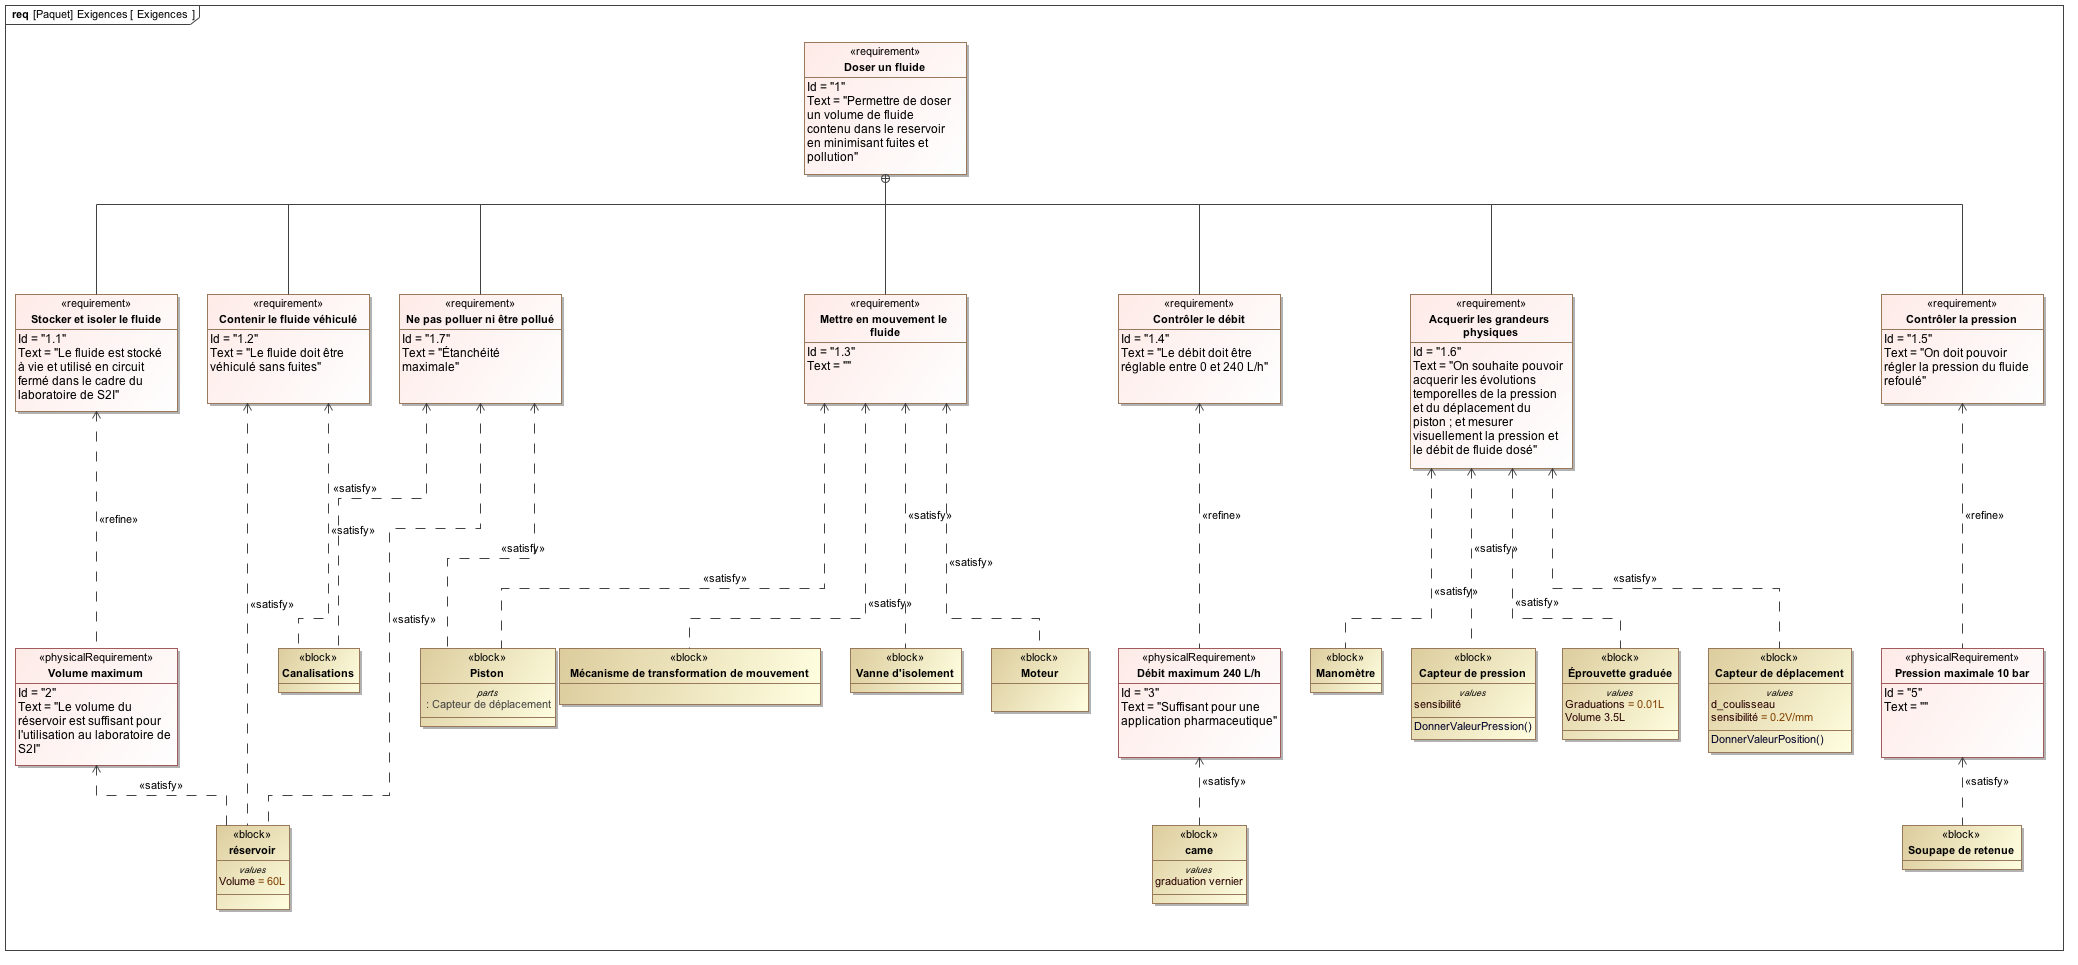 req [Paquet] Exigences [ Exigences ]
«requirement»
Doser un fluide
Id = "1"
Text = "Permettre de doser
un volume de fluide
contenu dans le reservoir
en minimisant fuites et
pollution"
«requirement»
Stocker et isoler le fluide
Id = "1.1"
Text = "Le fluide est stocké
à vie et utilisé en circuit
fermé dans le cadre du
laboratoire de S2I"
«requirement»
Contenir le fluide véhiculé
Id = "1.2"
Text = "Le fluide doit être
véhiculé sans fuites"
«requirement»
Ne pas polluer ni être pollué
Id = "1.7"
Text = "Étanchéité
maximale"
«requirement»
Mettre en mouvement le
fluide
Id = "1.3"
Text = ""
«requirement»
Contrôler le débit
Id = "1.4"
Text = "Le débit doit être
réglable entre 0 et 240 L/h"
«requirement»
Acquerir les grandeurs
physiques
Id = "1.6"
Text = "On souhaite pouvoir
acquerir les évolutions
temporelles de la pression
et du déplacement du
piston ; et mesurer
visuellement la pression et
le débit de fluide dosé"
«requirement»
Contrôler la pression
Id = "1.5"
Text = "On doit pouvoir
régler la pression du fluide
refoulé"
«satisfy»
«refine»
«satisfy»
«satisfy»
«satisfy»
«satisfy»
«satisfy»
«satisfy»
«satisfy»
«satisfy»
«refine»
«satisfy»
«satisfy»
«satisfy»
«satisfy»
«refine»
«physicalRequirement»
Volume maximum
Id = "2"
Text = "Le volume du
réservoir est suffisant pour
l'utilisation au laboratoire de
S2I"
«block»
Canalisations
«block»
Piston
parts
: Capteur de déplacement
«block»
Mécanisme de transformation de mouvement
«block»
Vanne d'isolement
«block»
Moteur
«physicalRequirement»
Débit maximum 240 L/h
Id = "3"
Text = "Suffisant pour une
application pharmaceutique"
«block»
Manomètre
«block»
Capteur de pression
values
sensibilité
DonnerValeurPression()
«block»
Éprouvette graduée
values
Graduations = 0.01L
Volume 3.5L
«block»
Capteur de déplacement
values
d_coulisseau
sensibilité = 0.2V/mm
DonnerValeurPosition()
«physicalRequirement»
Pression maximale 10 bar
Id = "5"
Text = ""
«satisfy»
«satisfy»
«satisfy»
«block»
réservoir
values
Volume = 60L
«block»
came
values
graduation vernier
«block»
Soupape de retenue